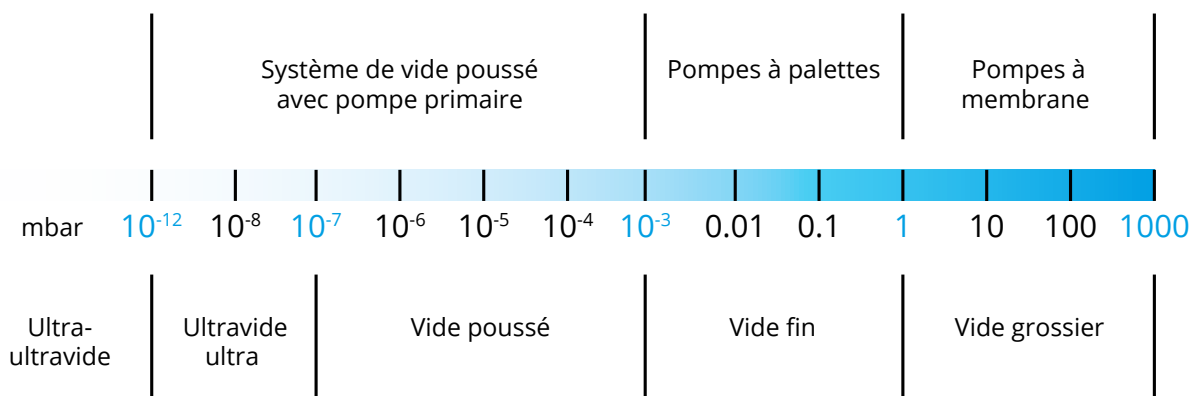 Système de vide poussé
avec pompe primaire
Pompes à palettes
Pompes à
membrane
mbar 10⁻¹² 10⁻⁸ 10⁻⁷ 10⁻⁶ 10⁻⁵ 10⁻⁴ 10⁻³ 0.01 0.1 1 10 100 1000
Ultra-
ultravide
Ultravide
ultra
Vide poussé
Vide fin
Vide grossier